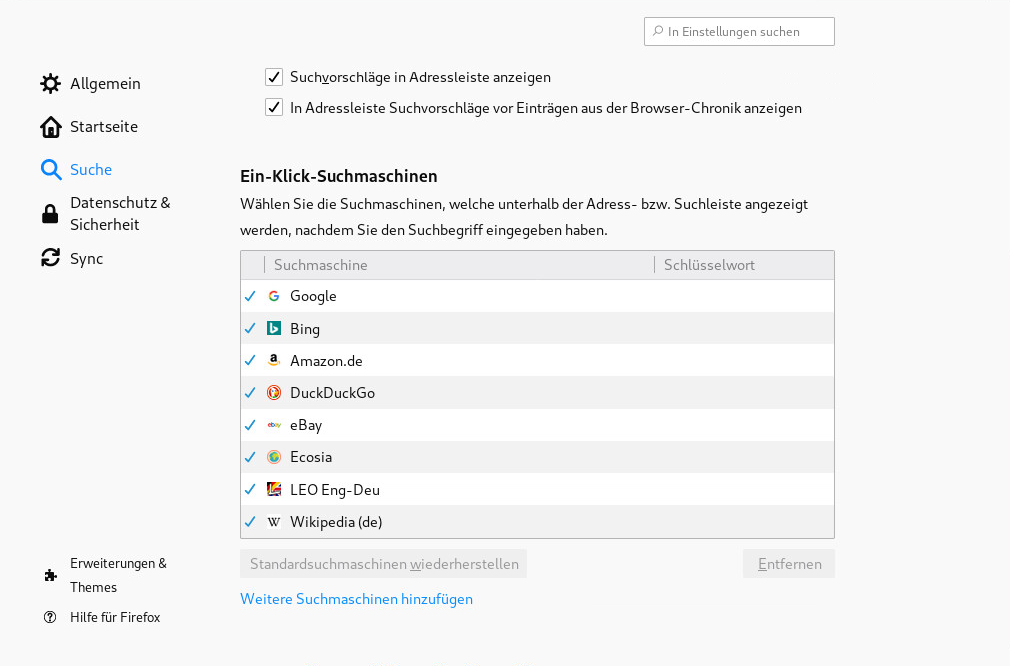 In Einstellungen suchen
Allgemein
Startseite
Suche
Datenschutz &
Sicherheit
Sync
Erweiterungen &
Themes
Hilfe für Firefox
Suchvorschläge in Adressleiste anzeigen
In Adressleiste Suchvorschläge vor Einträgen aus der Browser-Chronik anzeigen
Ein-Klick-Suchmaschinen
Wählen Sie die Suchmaschinen, welche unterhalb der Adress- bzw. Suchleiste angezeigt
werden, nachdem Sie den Suchbegriff eingegeben haben.
Suchmaschine Schlüsselwort
Google
Bing
Amazon.de
DuckDuckGo
eBay
Ecosia
LEO Eng-Deu
Wikipedia (de)
Standardsuchmaschinen wiederherstellen Entfernen
Weitere Suchmaschinen hinzufügen